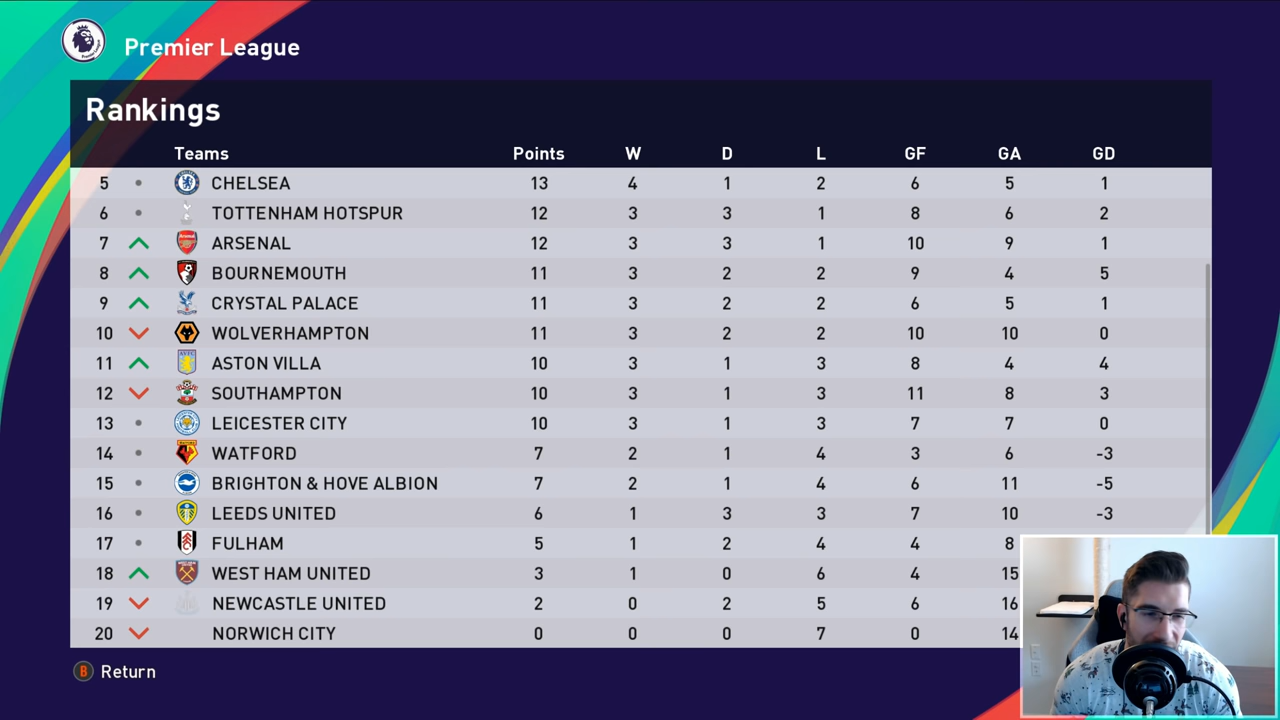 Premier League
Rankings
Teams Points W D L GF GA GD
5 CHELSEA 13 4 1 2 6 5 1
6 TOTTENHAM HOTSPUR 12 3 3 1 8 6 2
7 ARSENAL 12 3 3 1 10 9 1
8 BOURNEMOUTH 11 3 2 2 9 4 5
9 CRYSTAL PALACE 11 3 2 2 6 5 1
10 WOLVERHAMPTON 11 3 2 2 10 10 0
11 ASTON VILLA 10 3 1 3 8 4 4
12 SOUTHAMPTON 10 3 1 3 11 8 3
13 LEICESTER CITY 10 3 1 3 7 7 0
14 WATFORD 7 2 1 4 3 6 -3
15 BRIGHTON & HOVE ALBION 7 2 1 4 6 11 -5
16 LEEDS UNITED 6 1 3 3 7 10 -3
17 FULHAM 5 1 2 4 4 8
18 WEST HAM UNITED 3 1 0 6 4 15
19 NEWCASTLE UNITED 2 0 2 5 6 16
20 NORWICH CITY 0 0 0 7 0 14
B Return